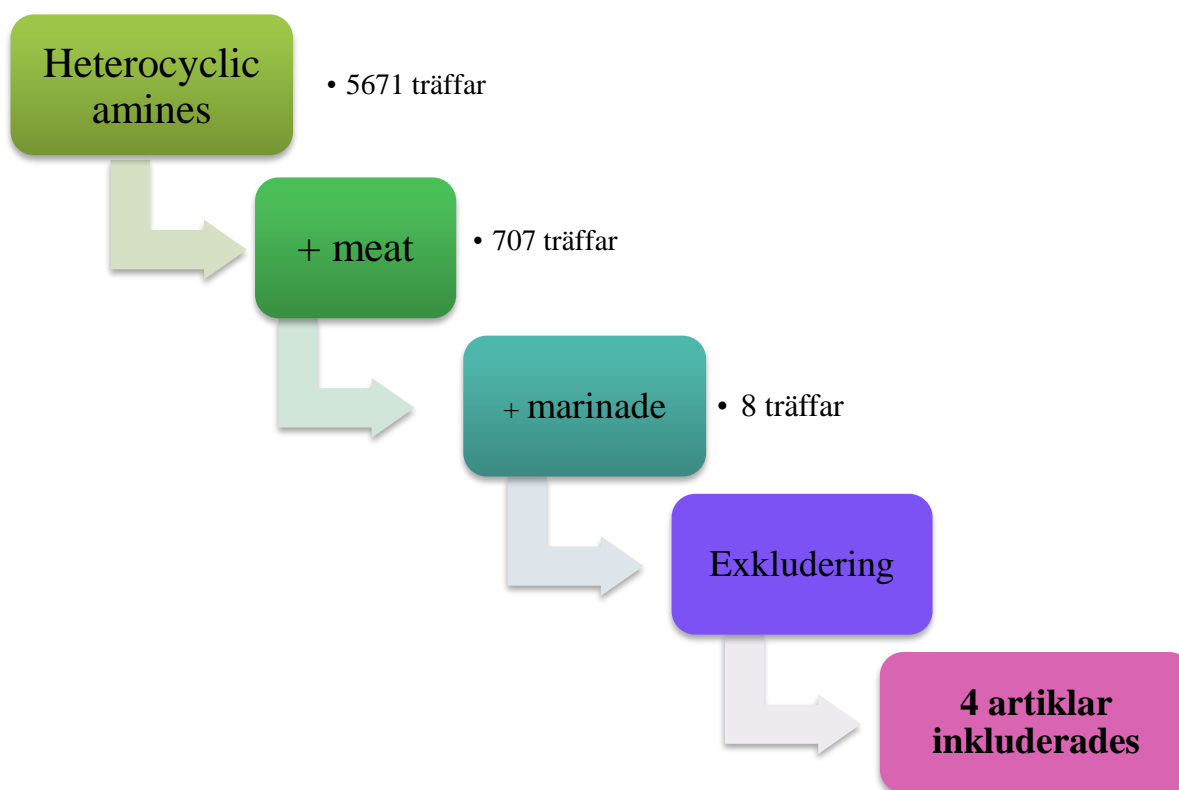 Heterocyclic
amines
• 5671 träffar
+ meat
• 707 träffar
+ marinade
• 8 träffar
Exkludering
4 artiklar
inkluderades